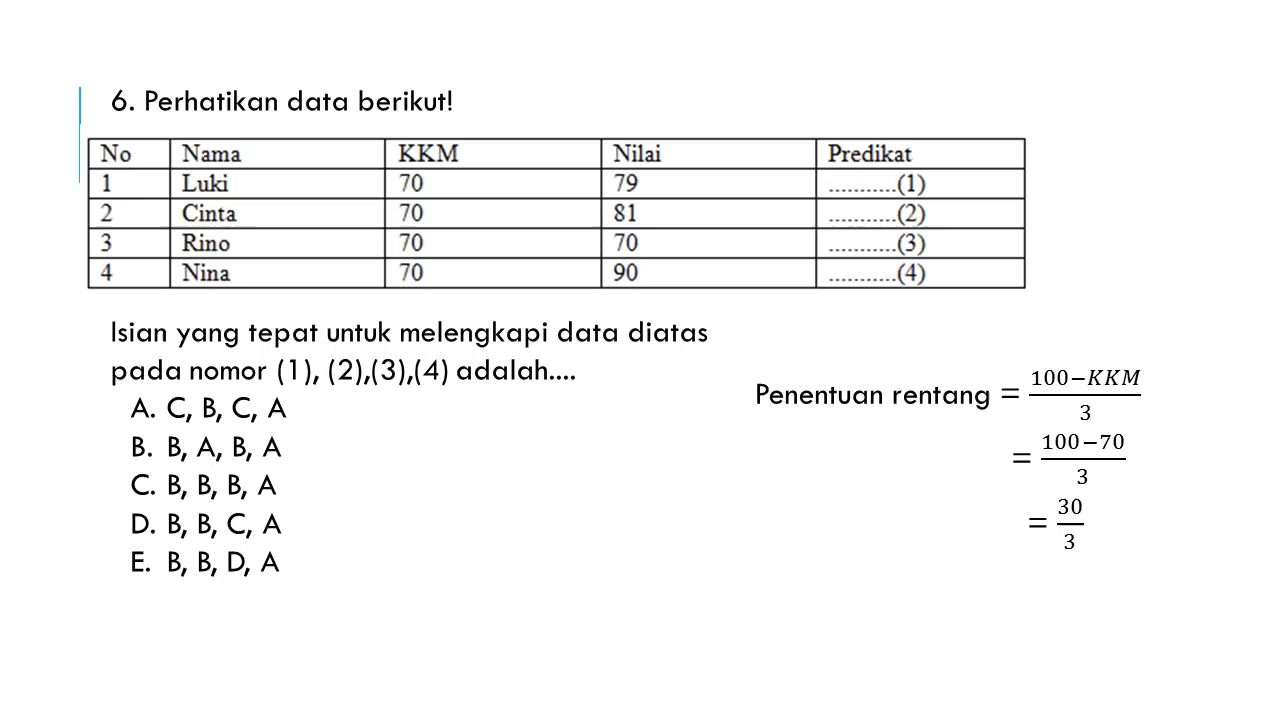 6. Perhatikan data berikut!
No Nama KKM Nilai Predikat
1 Luki 70 79 ...........(1)
2 Cinta 70 81 ...........(2)
3 Rino 70 70 ...........(3)
4 Nina 70 90 ...........(4)
Isian yang tepat untuk melengkapi data diatas
pada nomor (1), (2),(3),(4) adalah....
A. C, B, C, A
B. B, A, B, A
C. B, B, B, A
D. B, B, C, A
E. B, B, D, A
Penentuan rentang = (100−KKM)/3
= (100−70)/3
= 30/3